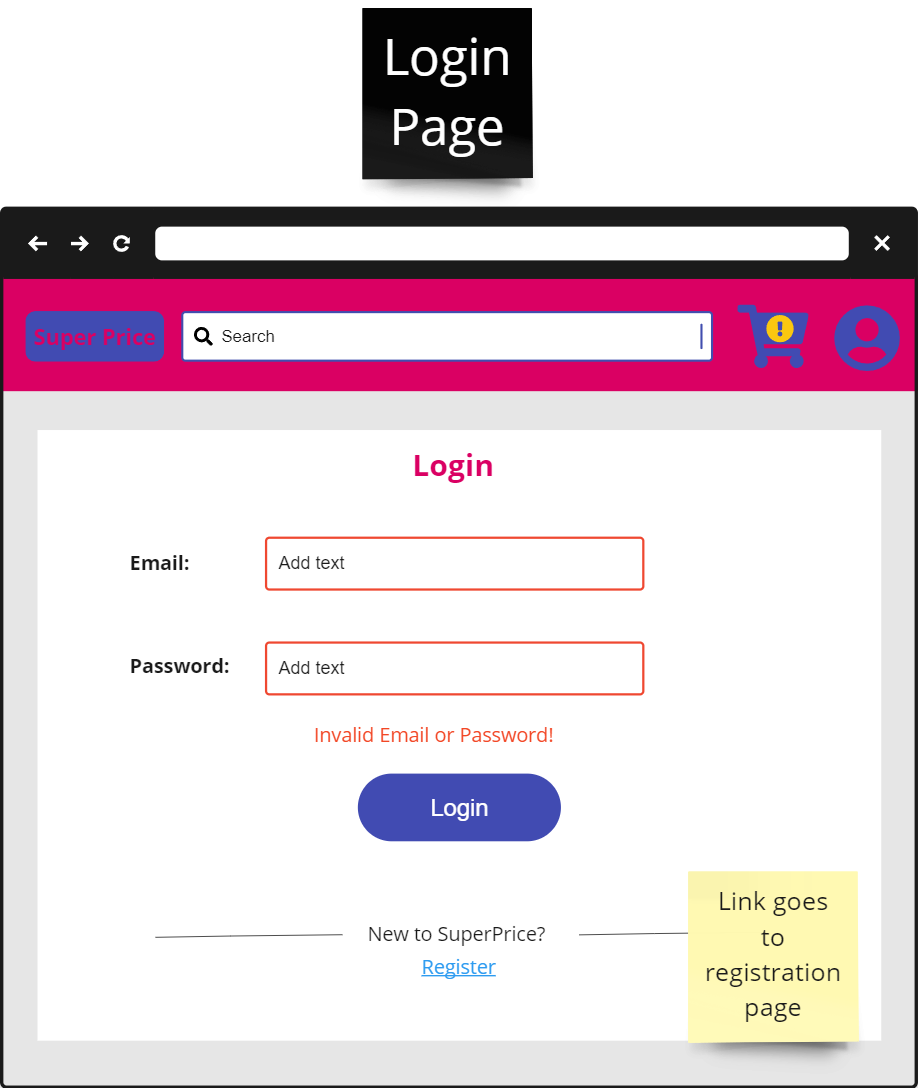 Login
Page
Super Price
Search
Login
Email:
Add text
Password:
Add text
Invalid Email or Password!
Login
New to SuperPrice?
Register
Link goes
to
registration
page